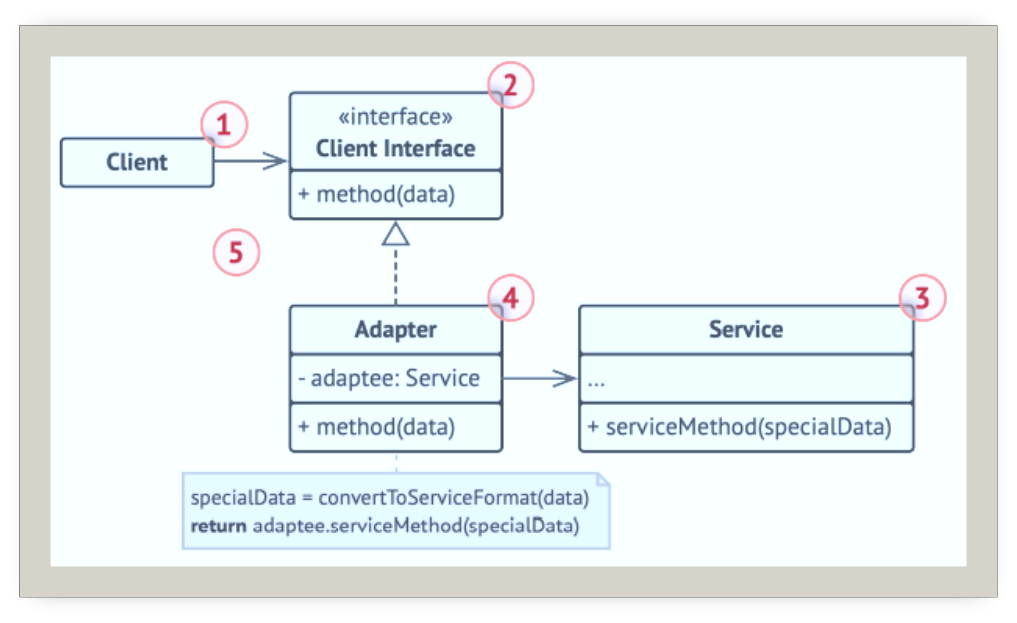 1
Client
2
«interface»
Client Interface
+ method(data)
5
4
Adapter
- adaptee: Service
+ method(data)
3
Service
...
+ serviceMethod(specialData)
specialData = convertToServiceFormat(data)
return adaptee.serviceMethod(specialData)